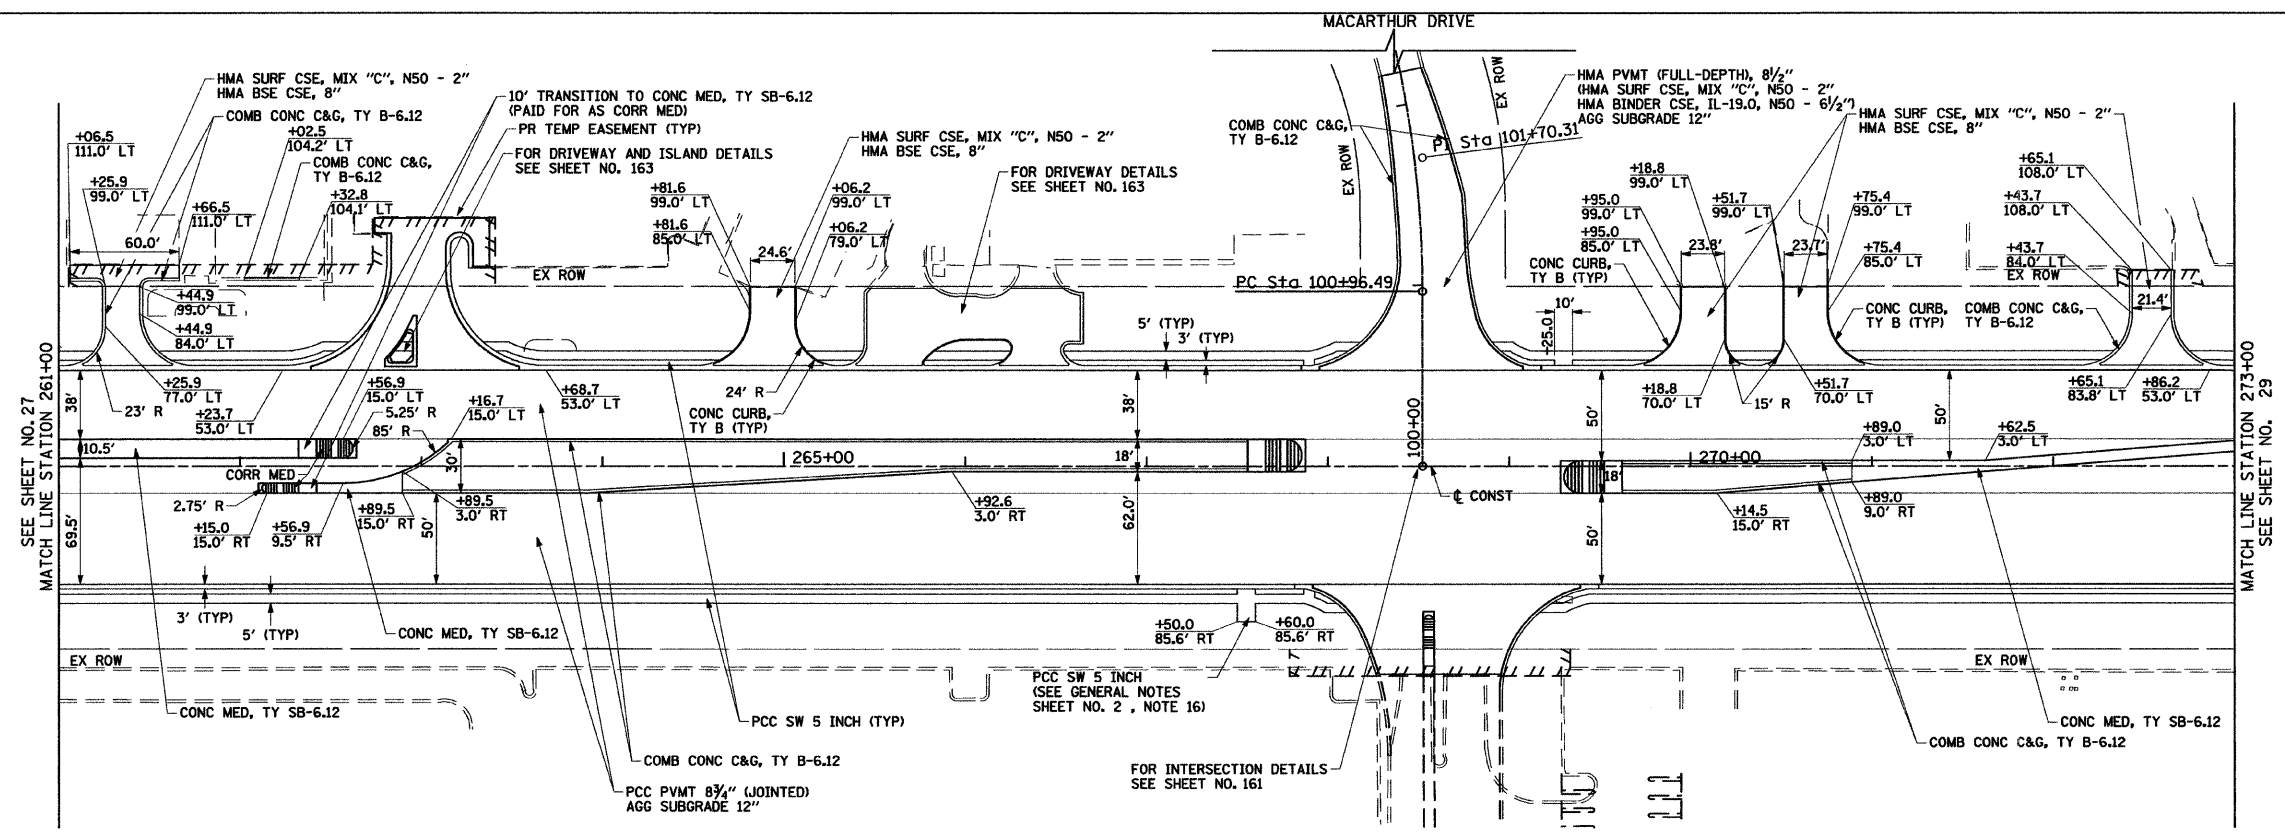 MACARTHUR DRIVE
HMA SURF CSE, MIX "C", N50 - 2"
HMA BSE CSE, 8"
COMB CONC C&G, TY B-6.12
+06.5
111.0' LT
+02.5
104.2' LT
COMB CONC C&G,
TY B-6.12
+25.9
99.0' LT
+66.5
111.0' LT
+32.8
104.1' LT
60.0'
+44.9
99.0' LT
+44.9
84.0' LT
10' TRANSITION TO CONC MED, TY SB-6.12
(PAID FOR AS CORR MED)
PR TEMP EASEMENT (TYP)
FOR DRIVEWAY AND ISLAND DETAILS
SEE SHEET NO. 163
EX ROW
HMA SURF CSE, MIX "C", N50 - 2"
HMA BSE CSE, 8"
+81.6
99.0' LT
+81.6
85.0' LT
+06.2
99.0' LT
+06.2
79.0' LT
24.6'
FOR DRIVEWAY DETAILS
SEE SHEET NO. 163
COMB CONC C&G,
TY B-6.12
EX ROW
EX ROW
PI Sta 101+70.31
PC Sta 100+96.49
HMA PVMT (FULL-DEPTH), 8½"
(HMA SURF CSE, MIX "C", N50 - 2"
HMA BINDER CSE, IL-19.0, N50 - 6½")
AGG SUBGRADE 12"
HMA SURF CSE, MIX "C", N50 - 2"
HMA BSE CSE, 8"
+18.8
99.0' LT
+95.0
99.0' LT
+95.0
85.0' LT
+51.7
99.0' LT
+75.4
99.0' LT
+75.4
85.0' LT
23.8'
23.7'
CONC CURB,
TY B (TYP)
10'
+25.0
+65.1
108.0' LT
+43.7
108.0' LT
+43.7
84.0' LT
EX ROW
21.4'
CONC CURB,
TY B (TYP)
COMB CONC C&G,
TY B-6.12
5' (TYP)
3' (TYP)
SEE SHEET NO. 27
MATCH LINE STATION 261+00
38'
+25.9
77.0' LT
23' R
+23.7
53.0' LT
+56.9
15.0' LT
5.25' R
85' R
+16.7
15.0' LT
+68.7
53.0' LT
24' R
CONC CURB,
TY B (TYP)
38'
100+00
50'
+18.8
70.0' LT
15' R
+51.7
70.0' LT
50'
+65.1
83.8' LT
+86.2
53.0' LT
+89.0
3.0' LT
+62.5
3.0' LT
MATCH LINE STATION 273+00
SEE SHEET NO. 29
10.5'
CORR MED
30'
265+00
18'
270+00
18'
2.75' R
+15.0
15.0' RT
+56.9
9.5' RT
+89.5
15.0' RT
+89.5
3.0' RT
50'
+92.6
3.0' RT
62.0'
℄ CONST
+14.5
15.0' RT
+89.0
9.0' RT
50'
69.5'
3' (TYP)
5' (TYP)
CONC MED, TY SB-6.12
+50.0
85.6' RT
+60.0
85.6' RT
EX ROW
EX ROW
PCC SW 5 INCH
(SEE GENERAL NOTES
SHEET NO. 2 , NOTE 16)
CONC MED, TY SB-6.12
PCC SW 5 INCH (TYP)
CONC MED, TY SB-6.12
COMB CONC C&G, TY B-6.12
COMB CONC C&G, TY B-6.12
FOR INTERSECTION DETAILS
SEE SHEET NO. 161
PCC PVMT 8¾" (JOINTED)
AGG SUBGRADE 12"